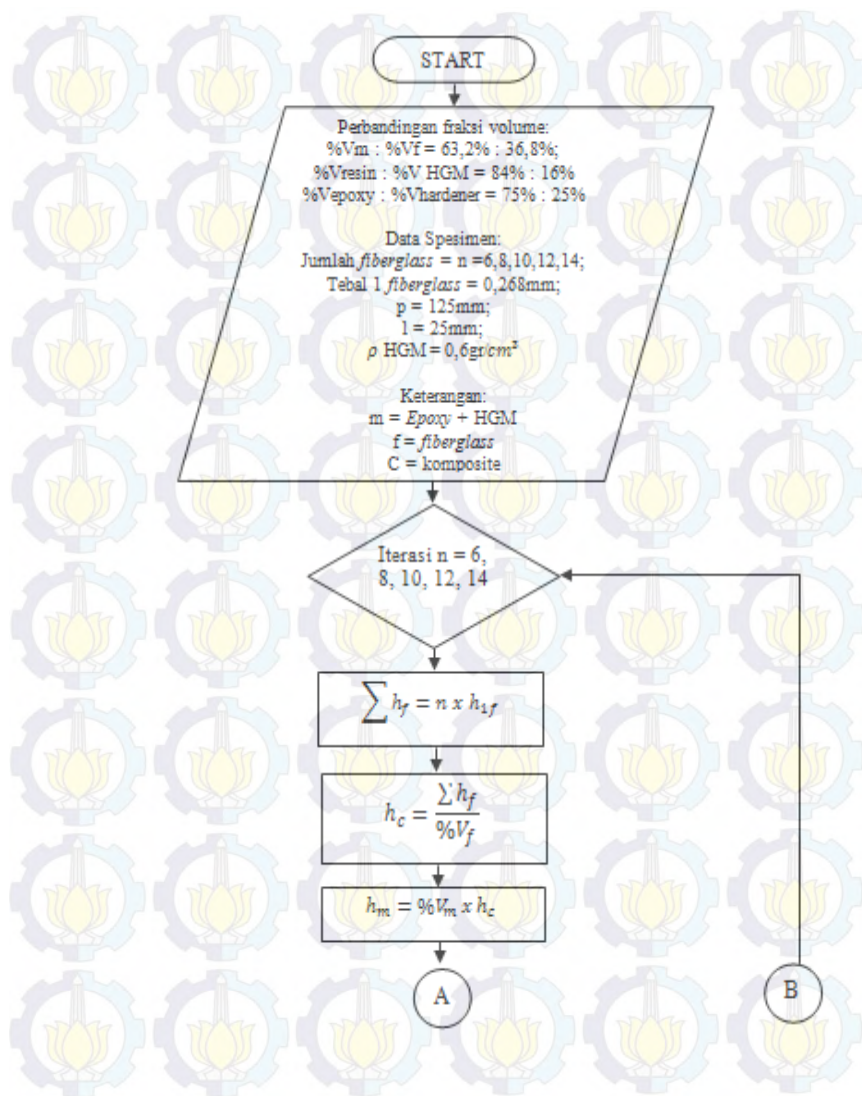 START
Perbandingan fraksi volume:
%Vm : %Vf = 63,2% : 36,8%;
%Vresin : %V HGM = 84% : 16%
%Vepoxy : %Vhardener = 75% : 25%
Data Spesimen:
Jumlah fiberglass = n =6,8,10,12,14;
Tebal 1 fiberglass = 0,268mm;
p = 125mm;
l = 25mm;
ρ HGM = 0,6gr/cm³
Keterangan:
m = Epoxy + HGM
f = fiberglass
C = komposite
Iterasi n = 6,
8, 10, 12, 14
∑ h_f = n x h_{1f}
h_c = ∑ h_f / %V_f
h_m = %V_m x h_c
A
B